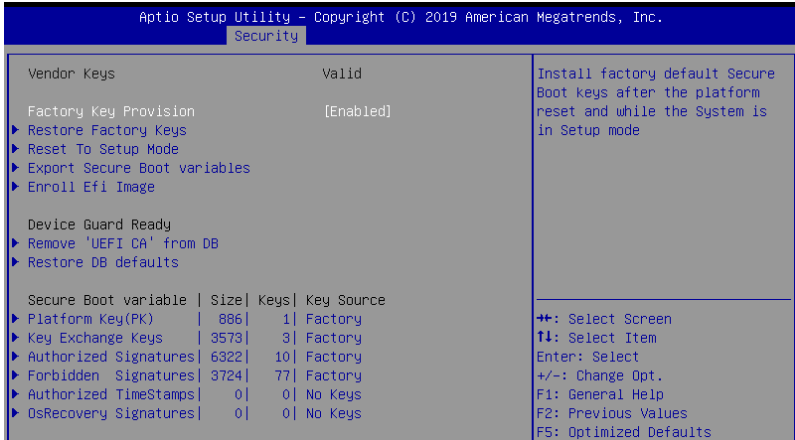 Aptio Setup Utility – Copyright (C) 2019 American Megatrends, Inc.
Security
Vendor Keys Valid
Factory Key Provision [Enabled]
Restore Factory Keys
Reset To Setup Mode
Export Secure Boot variables
Enroll Efi Image
Device Guard Ready
Remove 'UEFI CA' from DB
Restore DB defaults
Secure Boot variable | Size| Keys| Key Source
Platform Key(PK) | 886| 1| Factory
Key Exchange Keys | 3573| 3| Factory
Authorized Signatures| 6322| 10| Factory
Forbidden Signatures| 3724| 77| Factory
Authorized TimeStamps| 0| 0| No Keys
OsRecovery Signatures| 0| 0| No Keys
Install factory default Secure
Boot keys after the platform
reset and while the System is
in Setup mode
→←: Select Screen
↑↓: Select Item
Enter: Select
+/-: Change Opt.
F1: General Help
F2: Previous Values
F5: Optimized Defaults